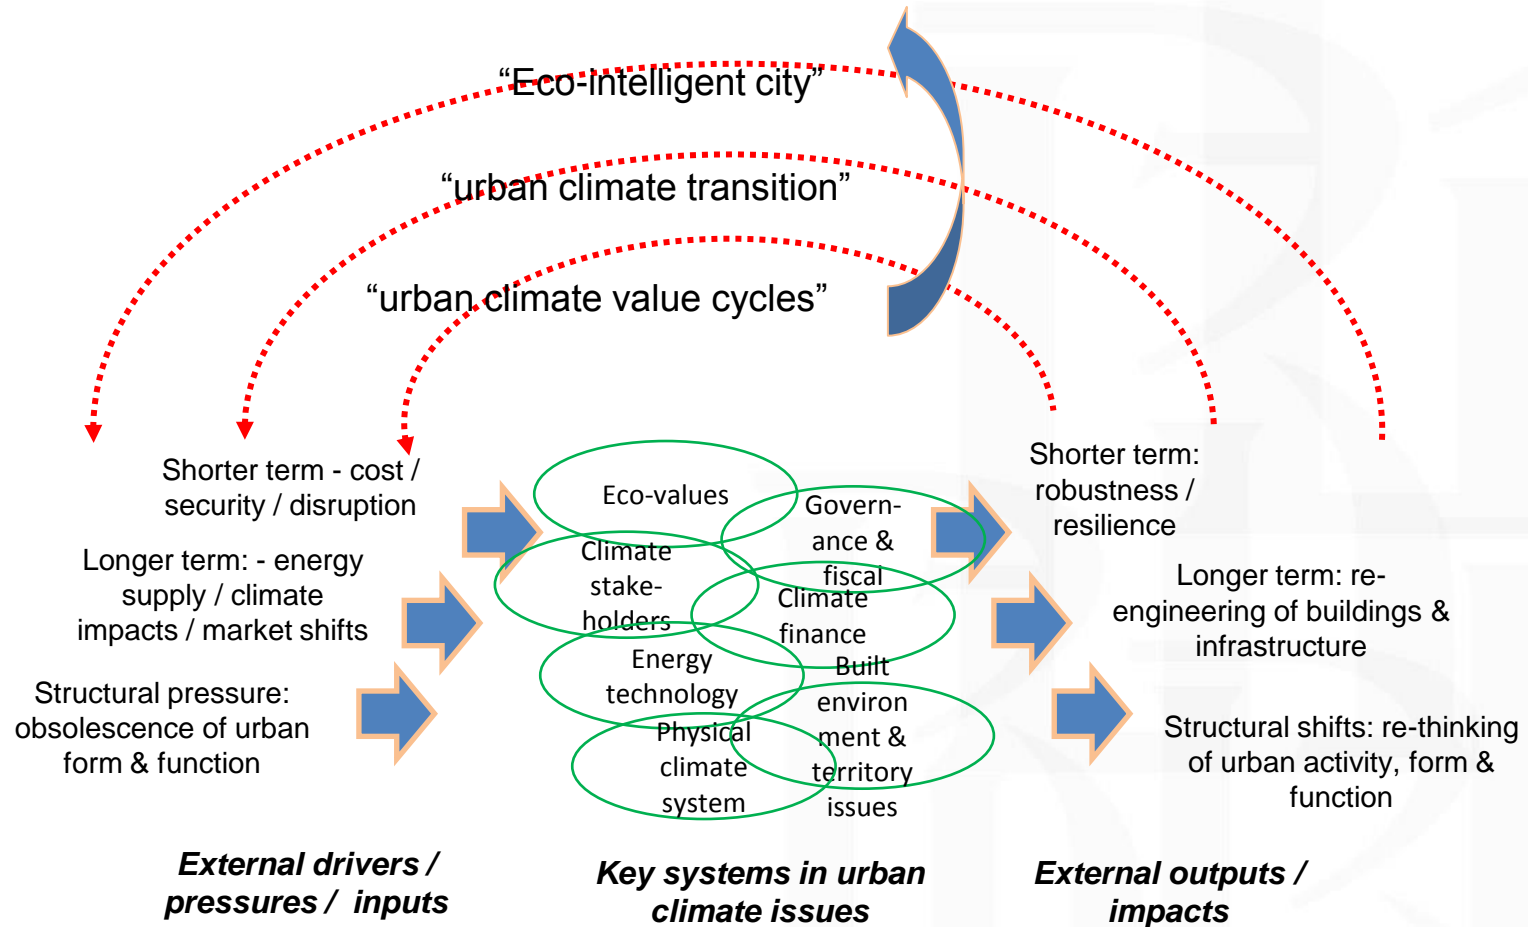 “Eco-intelligent city”
“urban climate transition”
“urban climate value cycles”
Shorter term - cost /
security / disruption
Longer term: - energy
supply / climate
impacts / market shifts
Structural pressure:
obsolescence of urban
form & function
Eco-values
Govern-
ance &
fiscal
Climate
stake-
holders
Climate
finance
Energy
technology
Built
environ
ment &
territory
issues
Physical
climate
system
Shorter term:
robustness /
resilience
Longer term: re-
engineering of buildings &
infrastructure
Structural shifts: re-thinking
of urban activity, form &
function
External drivers /
pressures / inputs
Key systems in urban
climate issues
External outputs /
impacts